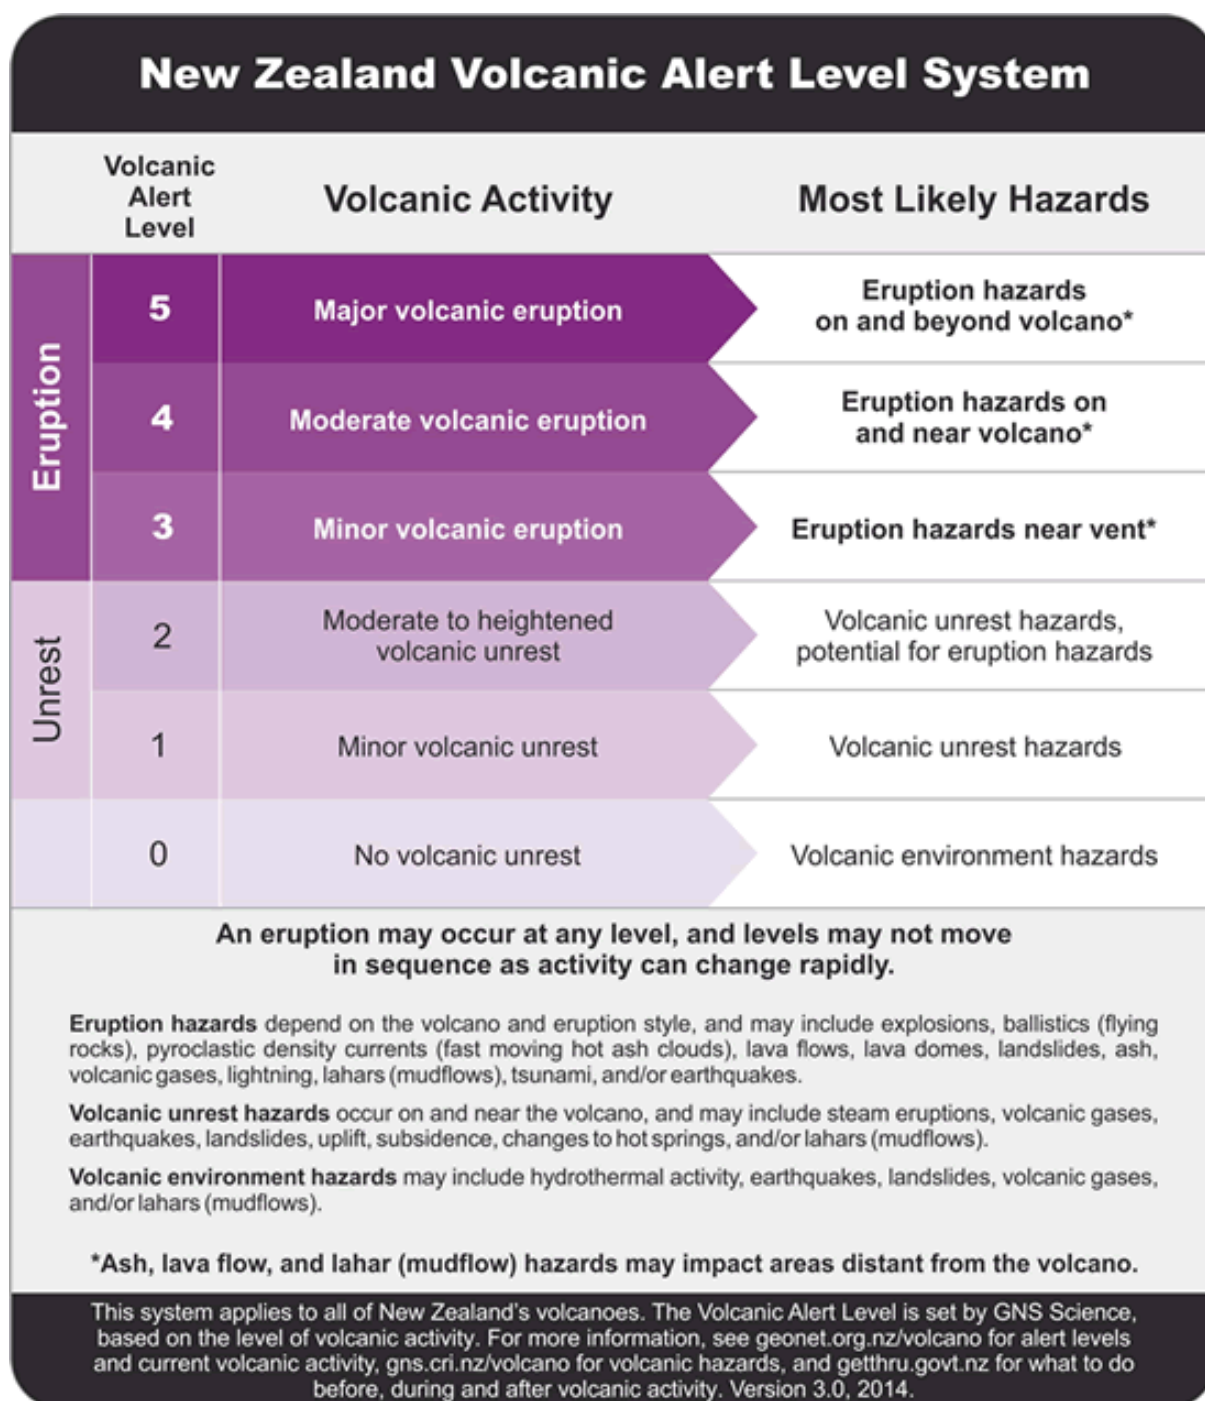 New Zealand Volcanic Alert Level System
Volcanic
Alert
Level
Volcanic Activity
Most Likely Hazards
Eruption
5
Major volcanic eruption
Eruption hazards
on and beyond volcano*
4
Moderate volcanic eruption
Eruption hazards on
and near volcano*
3
Minor volcanic eruption
Eruption hazards near vent*
Unrest
2
Moderate to heightened
volcanic unrest
Volcanic unrest hazards,
potential for eruption hazards
1
Minor volcanic unrest
Volcanic unrest hazards
0
No volcanic unrest
Volcanic environment hazards
An eruption may occur at any level, and levels may not move
in sequence as activity can change rapidly.
Eruption hazards depend on the volcano and eruption style, and may include explosions, ballistics (flying
rocks), pyroclastic density currents (fast moving hot ash clouds), lava flows, lava domes, landslides, ash,
volcanic gases, lightning, lahars (mudflows), tsunami, and/or earthquakes.
Volcanic unrest hazards occur on and near the volcano, and may include steam eruptions, volcanic gases,
earthquakes, landslides, uplift, subsidence, changes to hot springs, and/or lahars (mudflows).
Volcanic environment hazards may include hydrothermal activity, earthquakes, landslides, volcanic gases,
and/or lahars (mudflows).
*Ash, lava flow, and lahar (mudflow) hazards may impact areas distant from the volcano.
This system applies to all of New Zealand's volcanoes. The Volcanic Alert Level is set by GNS Science,
based on the level of volcanic activity. For more information, see geonet.org.nz/volcano for alert levels
and current volcanic activity, gns.cri.nz/volcano for volcanic hazards, and getthru.govt.nz for what to do
before, during and after volcanic activity. Version 3.0, 2014.